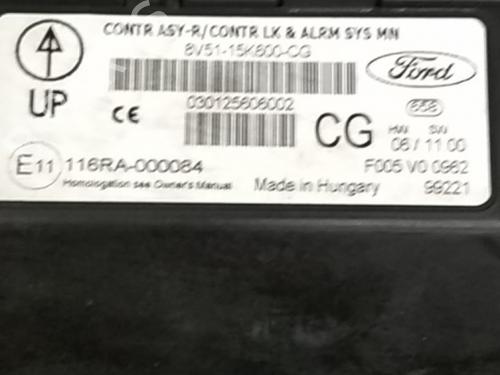 CONTR ASY-R/CONTR LK & ALRM SYS MN
8V51-15K600-CG
Ford
UP
CE
030125606002
CG
HW SW
06/11 00
E11
116RA-000084
F005 V0 0962
Homologation see Owner's Manual
Made in Hungary
99221